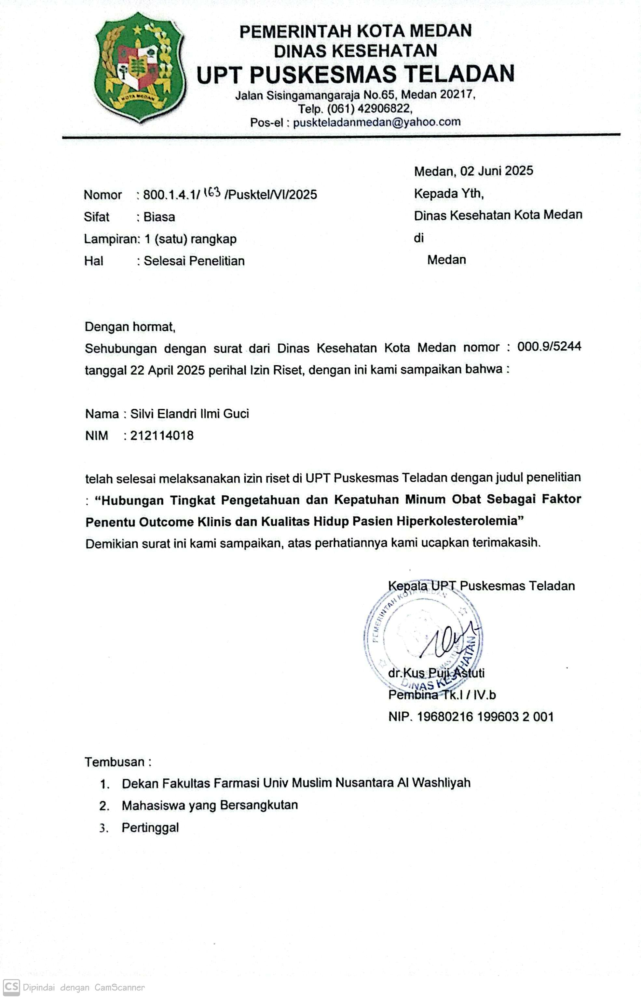 KOTA MEDAN
PEMERINTAH KOTA MEDAN
DINAS KESEHATAN
UPT PUSKESMAS TELADAN
Jalan Sisingamangaraja No.65, Medan 20217,
Telp. (061) 42906822,
Pos-el : puskteladanmedan@yahoo.com
Medan, 02 Juni 2025
Nomor : 800.1.4.1/ 163 /Pusktel/VI/2025
Kepada Yth,
Sifat : Biasa
Dinas Kesehatan Kota Medan
Lampiran: 1 (satu) rangkap
di
Hal : Selesai Penelitian
Medan
Dengan hormat,
Sehubungan dengan surat dari Dinas Kesehatan Kota Medan nomor : 000.9/5244
tanggal 22 April 2025 perihal Izin Riset, dengan ini kami sampaikan bahwa :
Nama : Silvi Elandri Ilmi Guci
NIM : 212114018
telah selesai melaksanakan izin riset di UPT Puskesmas Teladan dengan judul penelitian
: “Hubungan Tingkat Pengetahuan dan Kepatuhan Minum Obat Sebagai Faktor
Penentu Outcome Klinis dan Kualitas Hidup Pasien Hiperkolesterolemia”
Demikian surat ini kami sampaikan, atas perhatiannya kami ucapkan terimakasih.
Kepala UPT Puskesmas Teladan
PEMERINTAH KOTA MEDAN
DINAS KESEHATAN
dr.Kus Puji Astuti
Pembina Tk.I / IV.b
NIP. 19680216 199603 2 001
Tembusan :
1. Dekan Fakultas Farmasi Univ Muslim Nusantara Al Washliyah
2. Mahasiswa yang Bersangkutan
3. Pertinggal
CS Dipindai dengan CamScanner